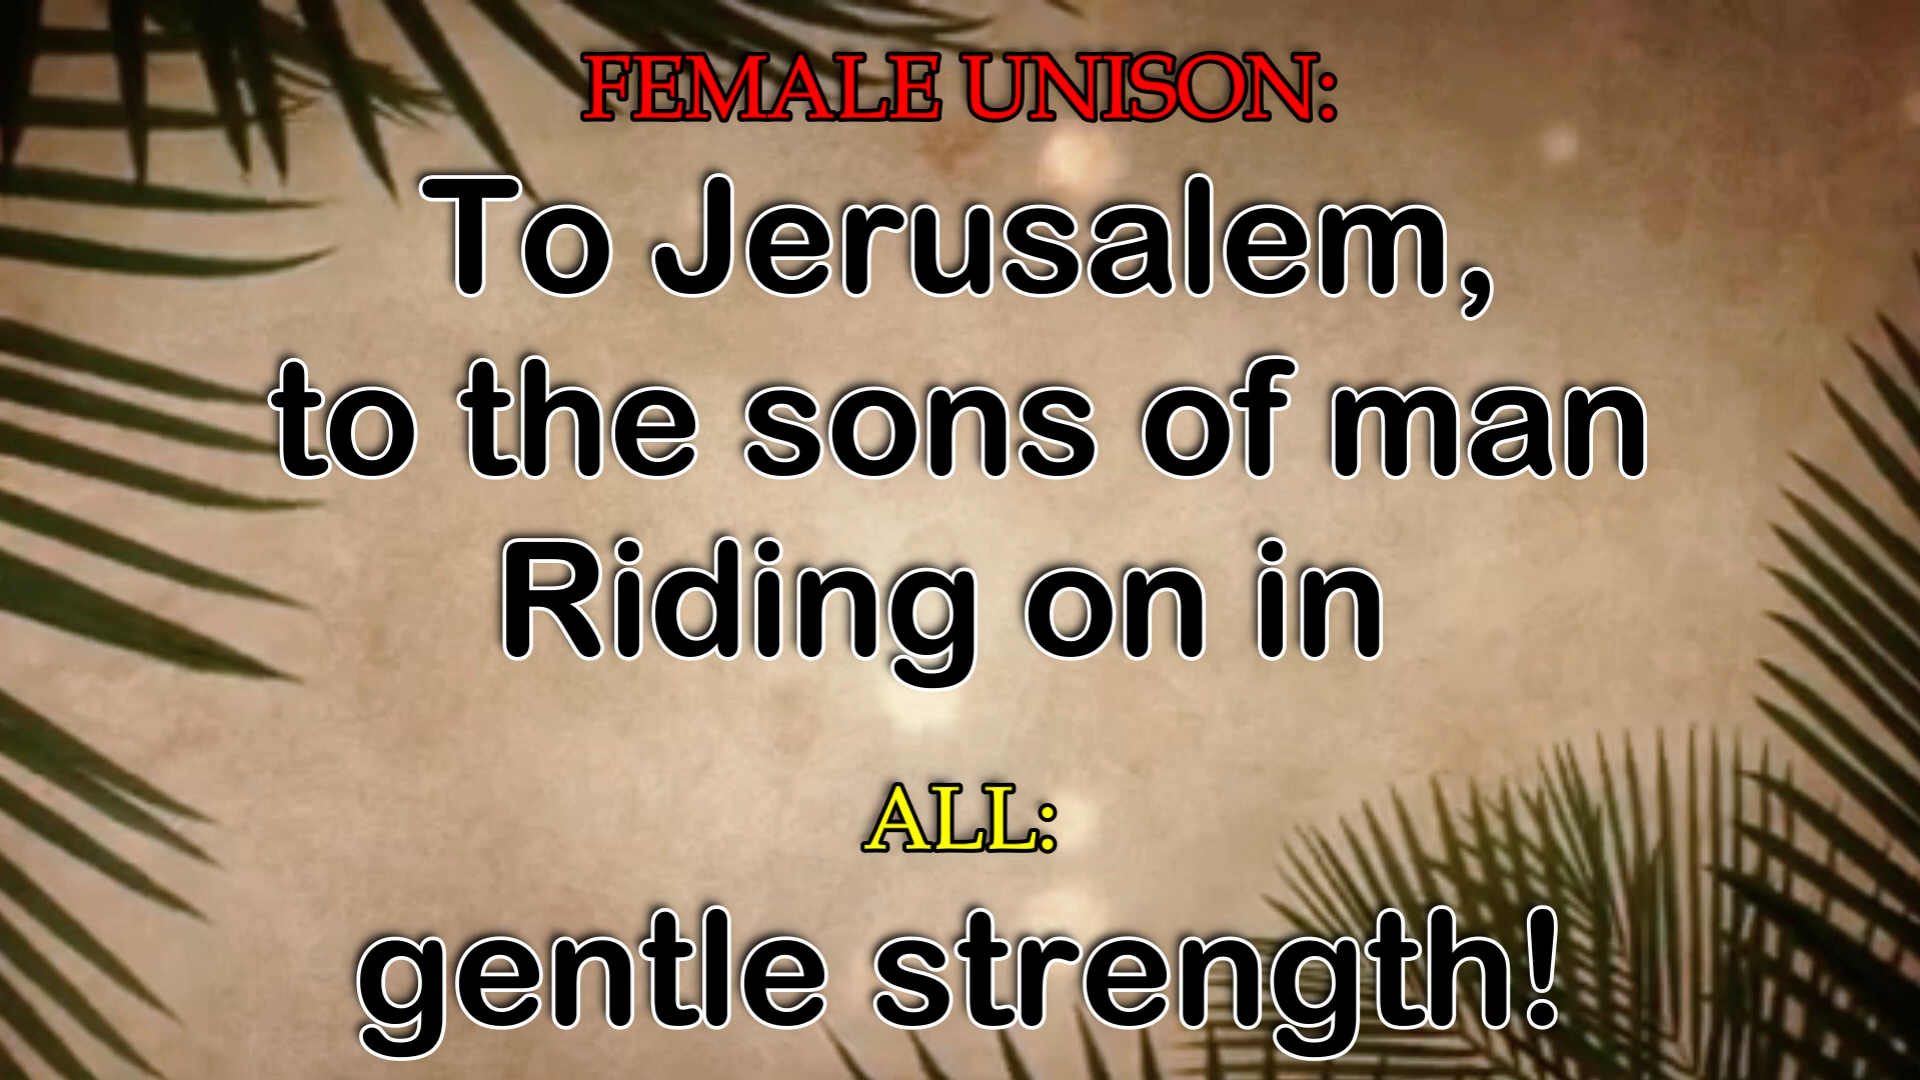 FEMALE UNISON:
To Jerusalem,
to the sons of man
Riding on in
ALL:
gentle strength!